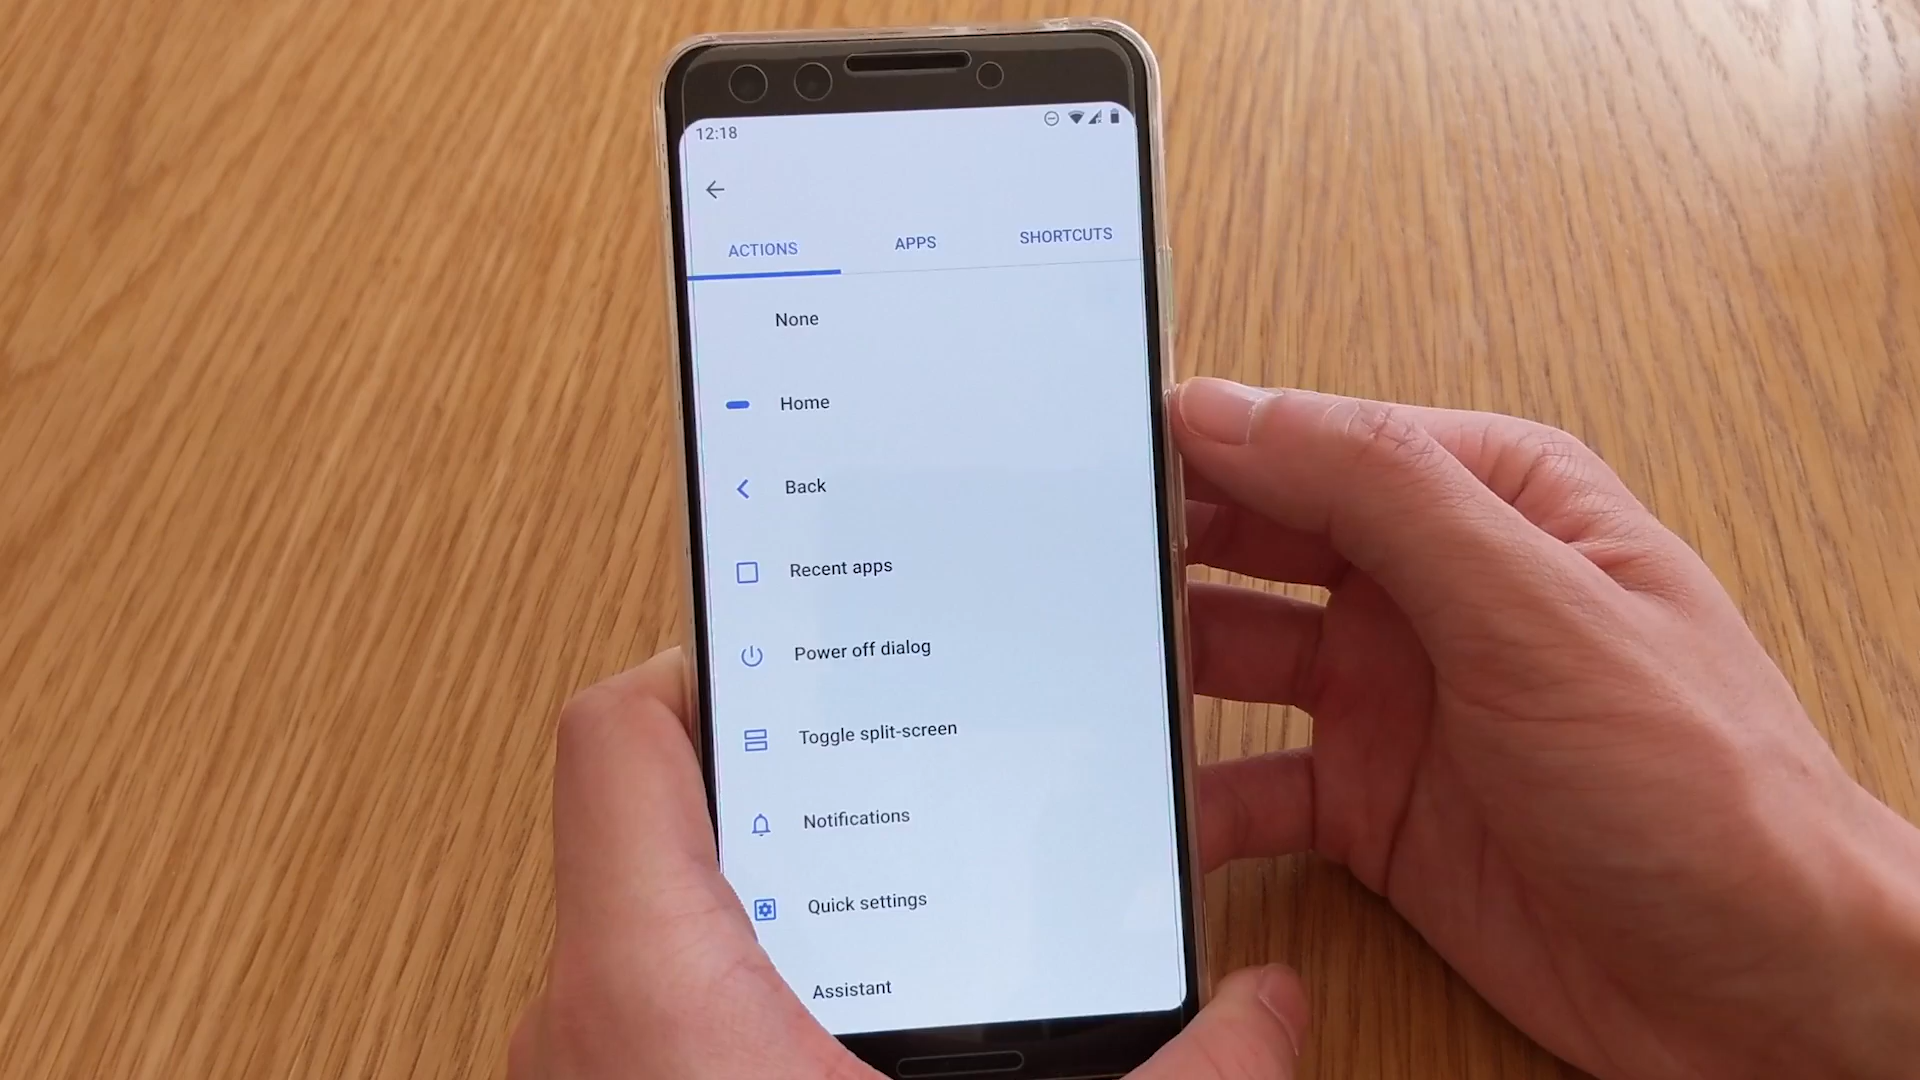 12:18
ACTIONS APPS SHORTCUTS
None
Home
Back
Recent apps
Power off dialog
Toggle split-screen
Notifications
Quick settings
Assistant